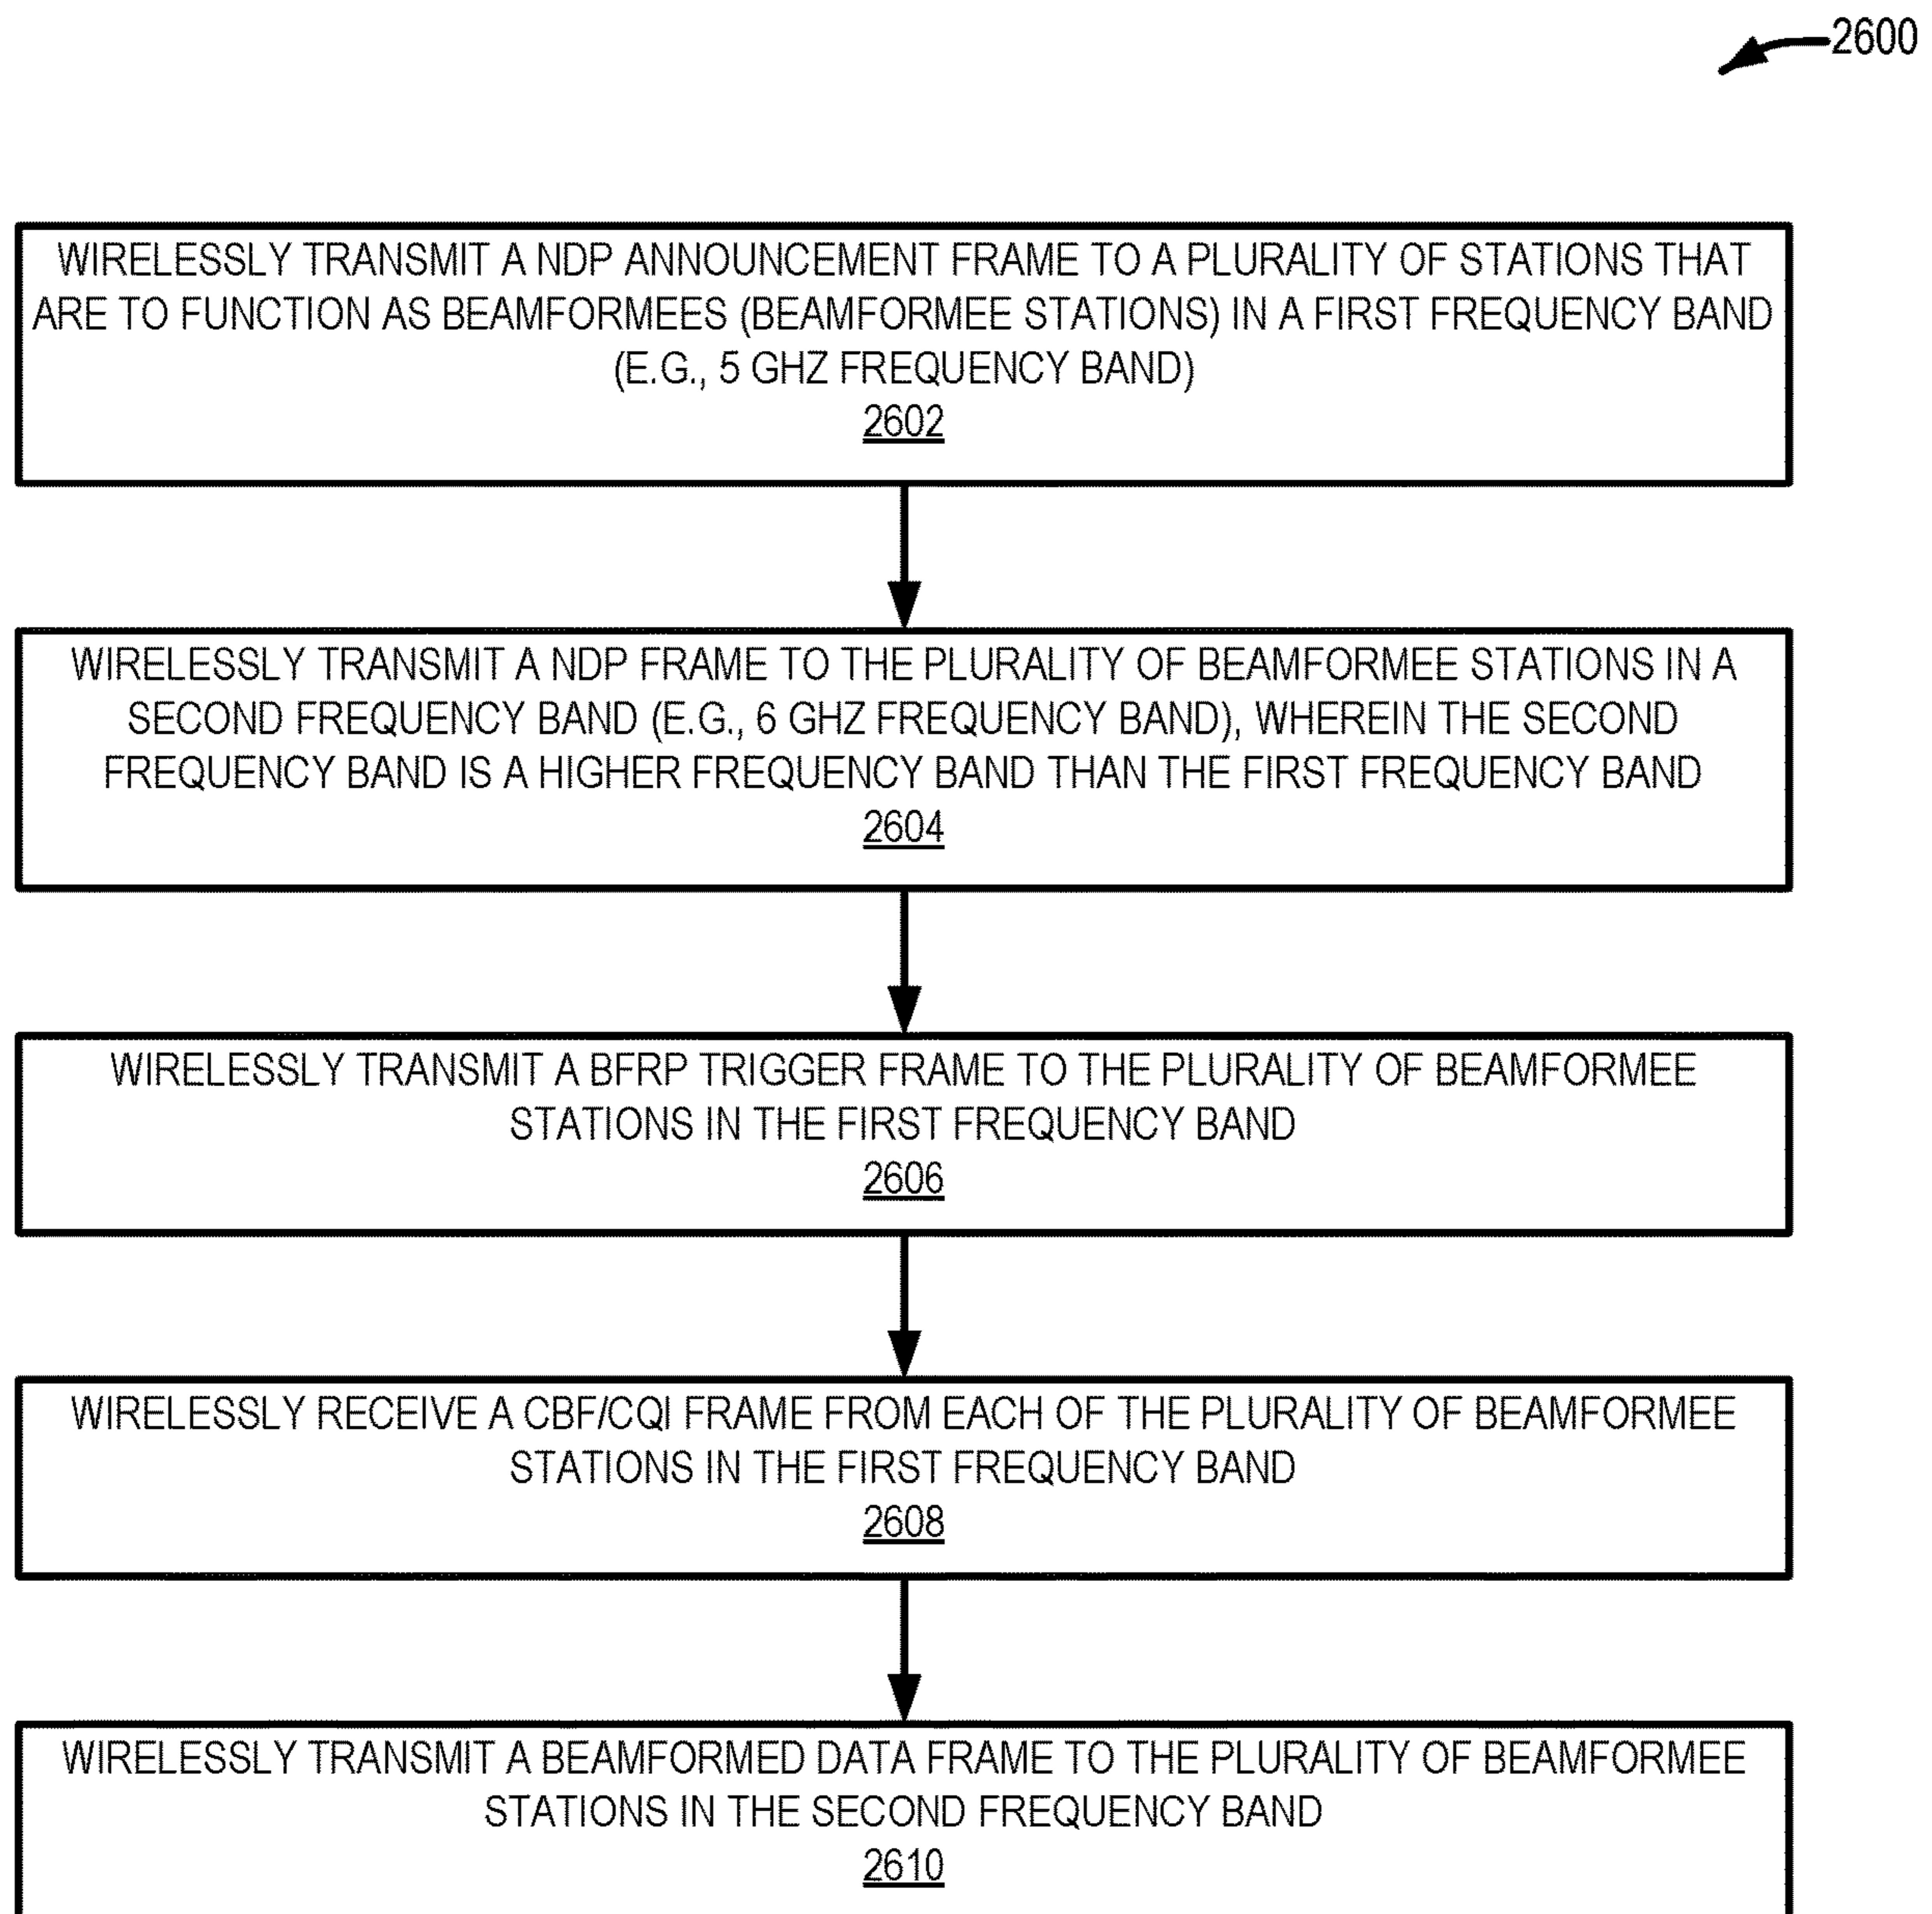 2600
WIRELESSLY TRANSMIT A NDP ANNOUNCEMENT FRAME TO A PLURALITY OF STATIONS THAT
ARE TO FUNCTION AS BEAMFORMEES (BEAMFORMEE STATIONS) IN A FIRST FREQUENCY BAND
(E.G., 5 GHZ FREQUENCY BAND)
2602
WIRELESSLY TRANSMIT A NDP FRAME TO THE PLURALITY OF BEAMFORMEE STATIONS IN A
SECOND FREQUENCY BAND (E.G., 6 GHZ FREQUENCY BAND), WHEREIN THE SECOND
FREQUENCY BAND IS A HIGHER FREQUENCY BAND THAN THE FIRST FREQUENCY BAND
2604
WIRELESSLY TRANSMIT A BFRP TRIGGER FRAME TO THE PLURALITY OF BEAMFORMEE
STATIONS IN THE FIRST FREQUENCY BAND
2606
WIRELESSLY RECEIVE A CBF/CQI FRAME FROM EACH OF THE PLURALITY OF BEAMFORMEE
STATIONS IN THE FIRST FREQUENCY BAND
2608
WIRELESSLY TRANSMIT A BEAMFORMED DATA FRAME TO THE PLURALITY OF BEAMFORMEE
STATIONS IN THE SECOND FREQUENCY BAND
2610